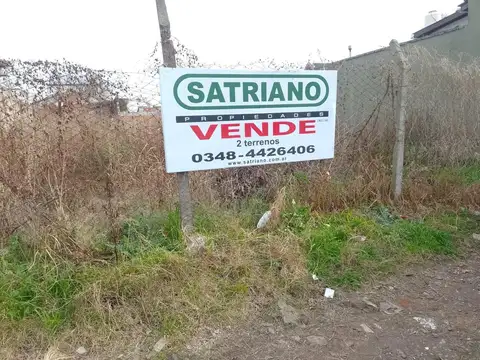 SATRIANO
PROPIEDADES
VENDE
2 terrenos
0348-4426406
www.satriano.com.ar